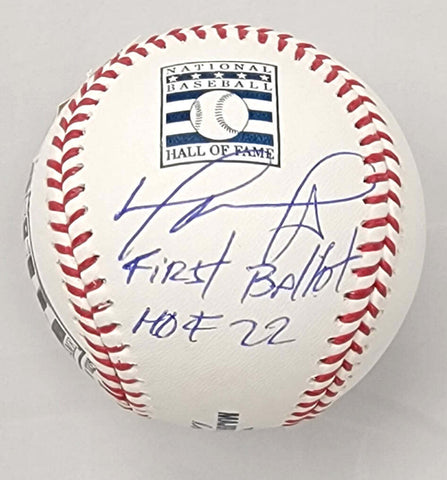 NATIONAL
BASEBALL
HALL OF FAME
First Ballot
HOF 22